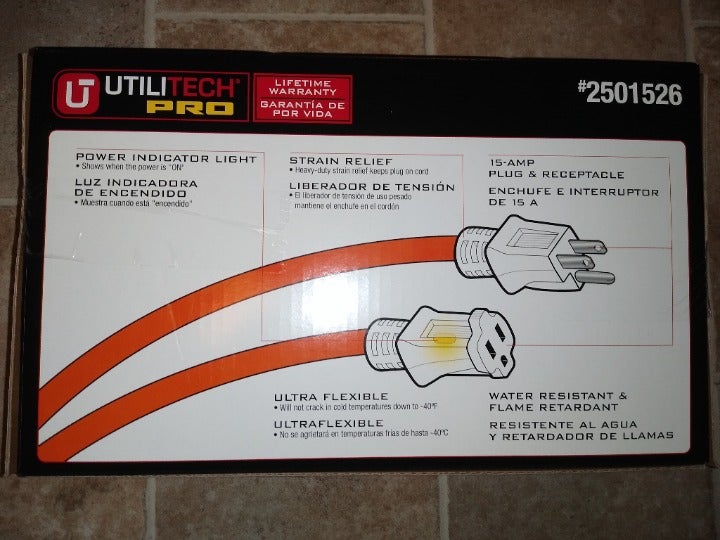 UTILITECH®
PRO
LIFETIME
WARRANTY
GARANTÍA DE
POR VIDA
#2501526
POWER INDICATOR LIGHT
• Shows when the power is "ON"
LUZ INDICADORA
DE ENCENDIDO
• Muestra cuando está "encendido"
STRAIN RELIEF
• Heavy-duty strain relief keeps plug on cord
LIBERADOR DE TENSIÓN
• El liberador de tensión de uso pesado
mantiene el enchufe en el cordón
15-AMP
PLUG & RECEPTACLE
ENCHUFE E INTERRUPTOR
DE 15 A
ULTRA FLEXIBLE
• Will not crack in cold temperatures down to -40ºF
ULTRAFLEXIBLE
• No se agrietará en temperaturas frías de hasta -40ºC
WATER RESISTANT &
FLAME RETARDANT
RESISTENTE AL AGUA
Y RETARDADOR DE LLAMAS